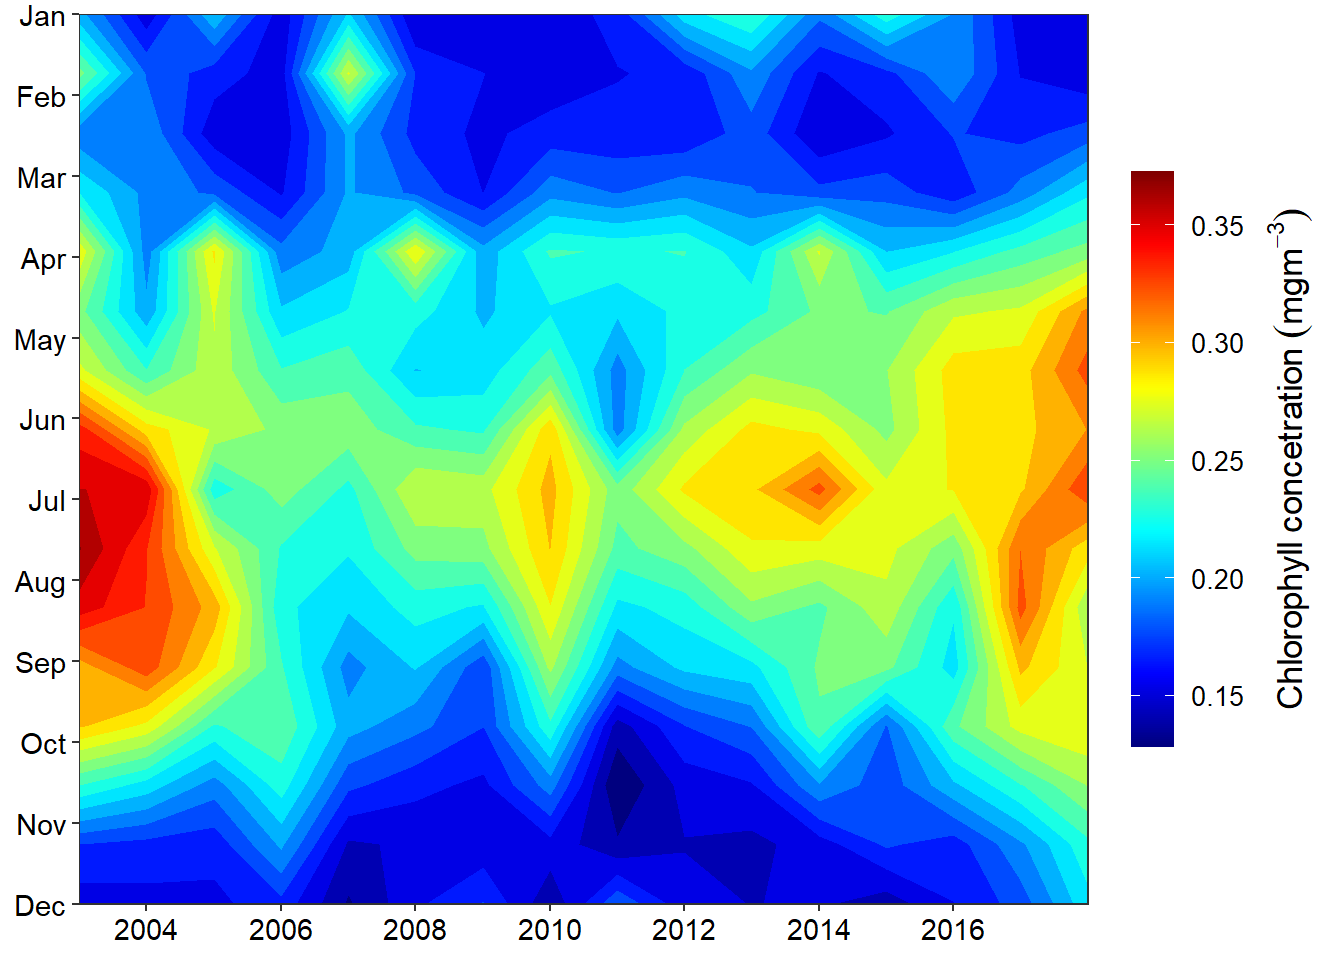 Jan
Feb
Mar
Apr
May
Jun
Jul
Aug
Sep
Oct
Nov
Dec
2004 2006 2008 2010 2012 2014 2016
0.35
0.30
0.25
0.20
0.15
Chlorophyll concetration (mgm⁻³)